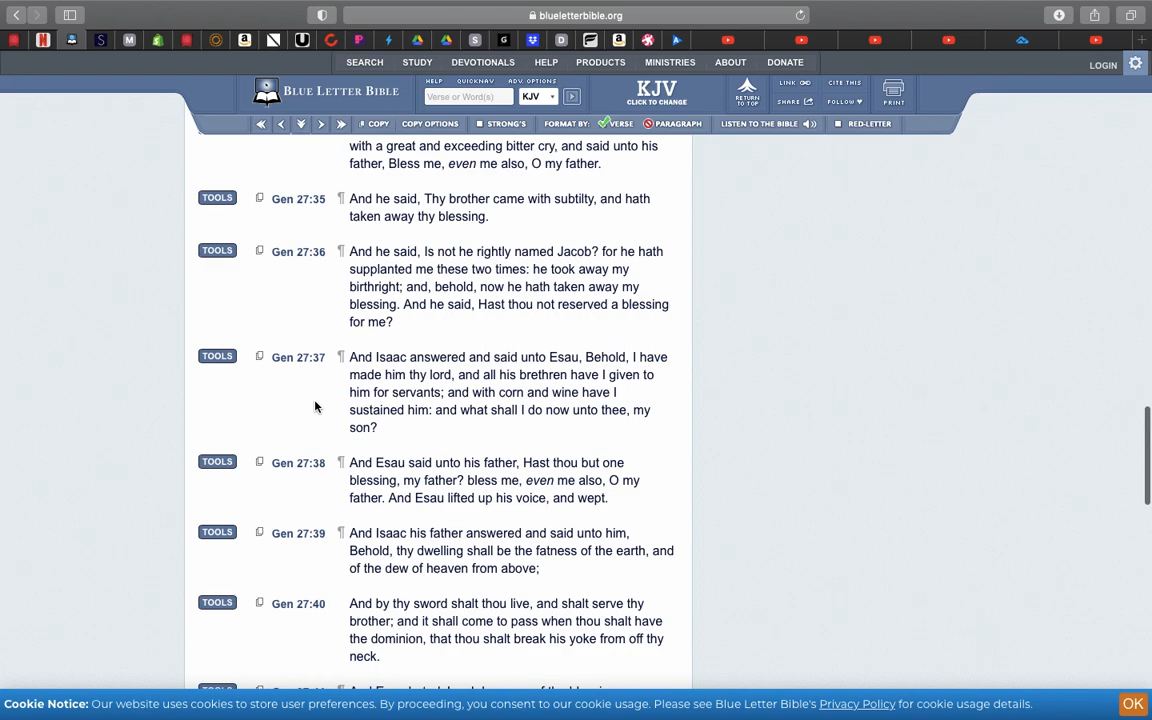 blueletterbible.org
SEARCH STUDY DEVOTIONALS HELP PRODUCTS MINISTRIES ABOUT DONATE LOGIN
BLUE LETTER BIBLE
HELP QUICKNAV ADV. OPTIONS
Verse or Word(s) KJV
KJV
CLICK TO CHANGE
RETURN TO TOP
LINK CITE THIS
SHARE FOLLOW
PRINT
COPY COPY OPTIONS STRONG'S FORMAT BY: VERSE PARAGRAPH LISTEN TO THE BIBLE RED-LETTER
with a great and exceeding bitter cry, and said unto his
father, Bless me, even me also, O my father.
TOOLS Gen 27:35 ¶ And he said, Thy brother came with subtilty, and hath
taken away thy blessing.
TOOLS Gen 27:36 ¶ And he said, Is not he rightly named Jacob? for he hath
supplanted me these two times: he took away my
birthright; and, behold, now he hath taken away my
blessing. And he said, Hast thou not reserved a blessing
for me?
TOOLS Gen 27:37 ¶ And Isaac answered and said unto Esau, Behold, I have
made him thy lord, and all his brethren have I given to
him for servants; and with corn and wine have I
sustained him: and what shall I do now unto thee, my
son?
TOOLS Gen 27:38 ¶ And Esau said unto his father, Hast thou but one
blessing, my father? bless me, even me also, O my
father. And Esau lifted up his voice, and wept.
TOOLS Gen 27:39 ¶ And Isaac his father answered and said unto him,
Behold, thy dwelling shall be the fatness of the earth, and
of the dew of heaven from above;
TOOLS Gen 27:40 And by thy sword shalt thou live, and shalt serve thy
brother; and it shall come to pass when thou shalt have
the dominion, that thou shalt break his yoke from off thy
neck.
Cookie Notice: Our website uses cookies to store user preferences. By proceeding, you consent to our cookie usage. Please see Blue Letter Bible's Privacy Policy for cookie usage details. OK